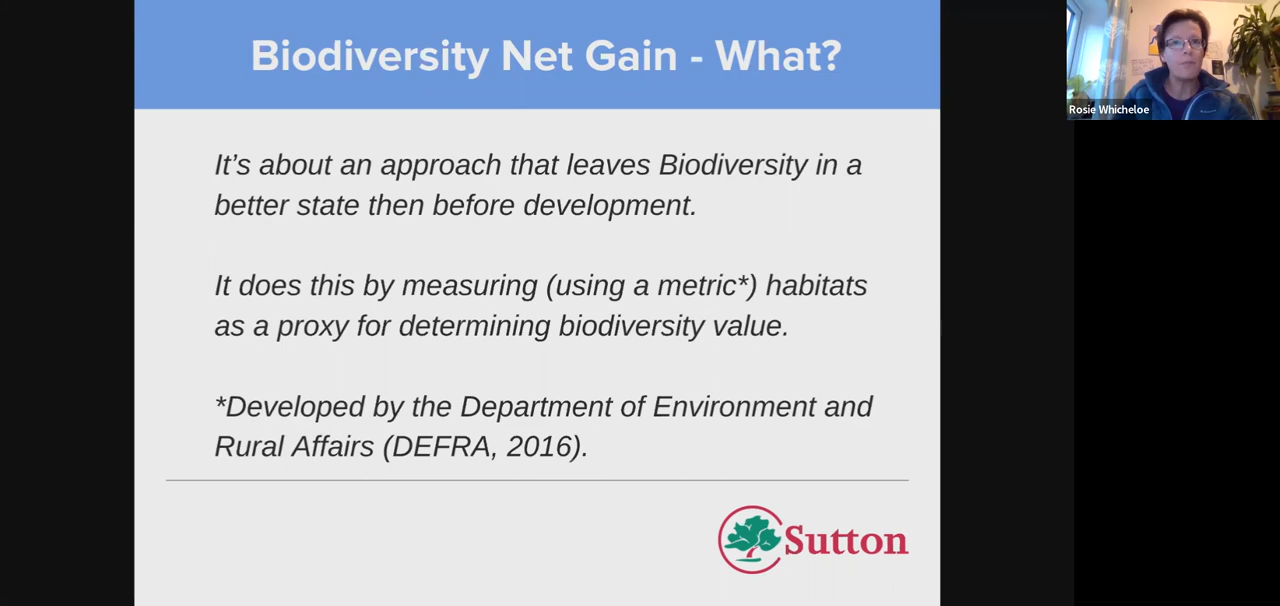 Biodiversity Net Gain - What?
Rosie Whicheloe
It's about an approach that leaves Biodiversity in a
better state then before development.
It does this by measuring (using a metric*) habitats
as a proxy for determining biodiversity value.
*Developed by the Department of Environment and
Rural Affairs (DEFRA, 2016).
Sutton